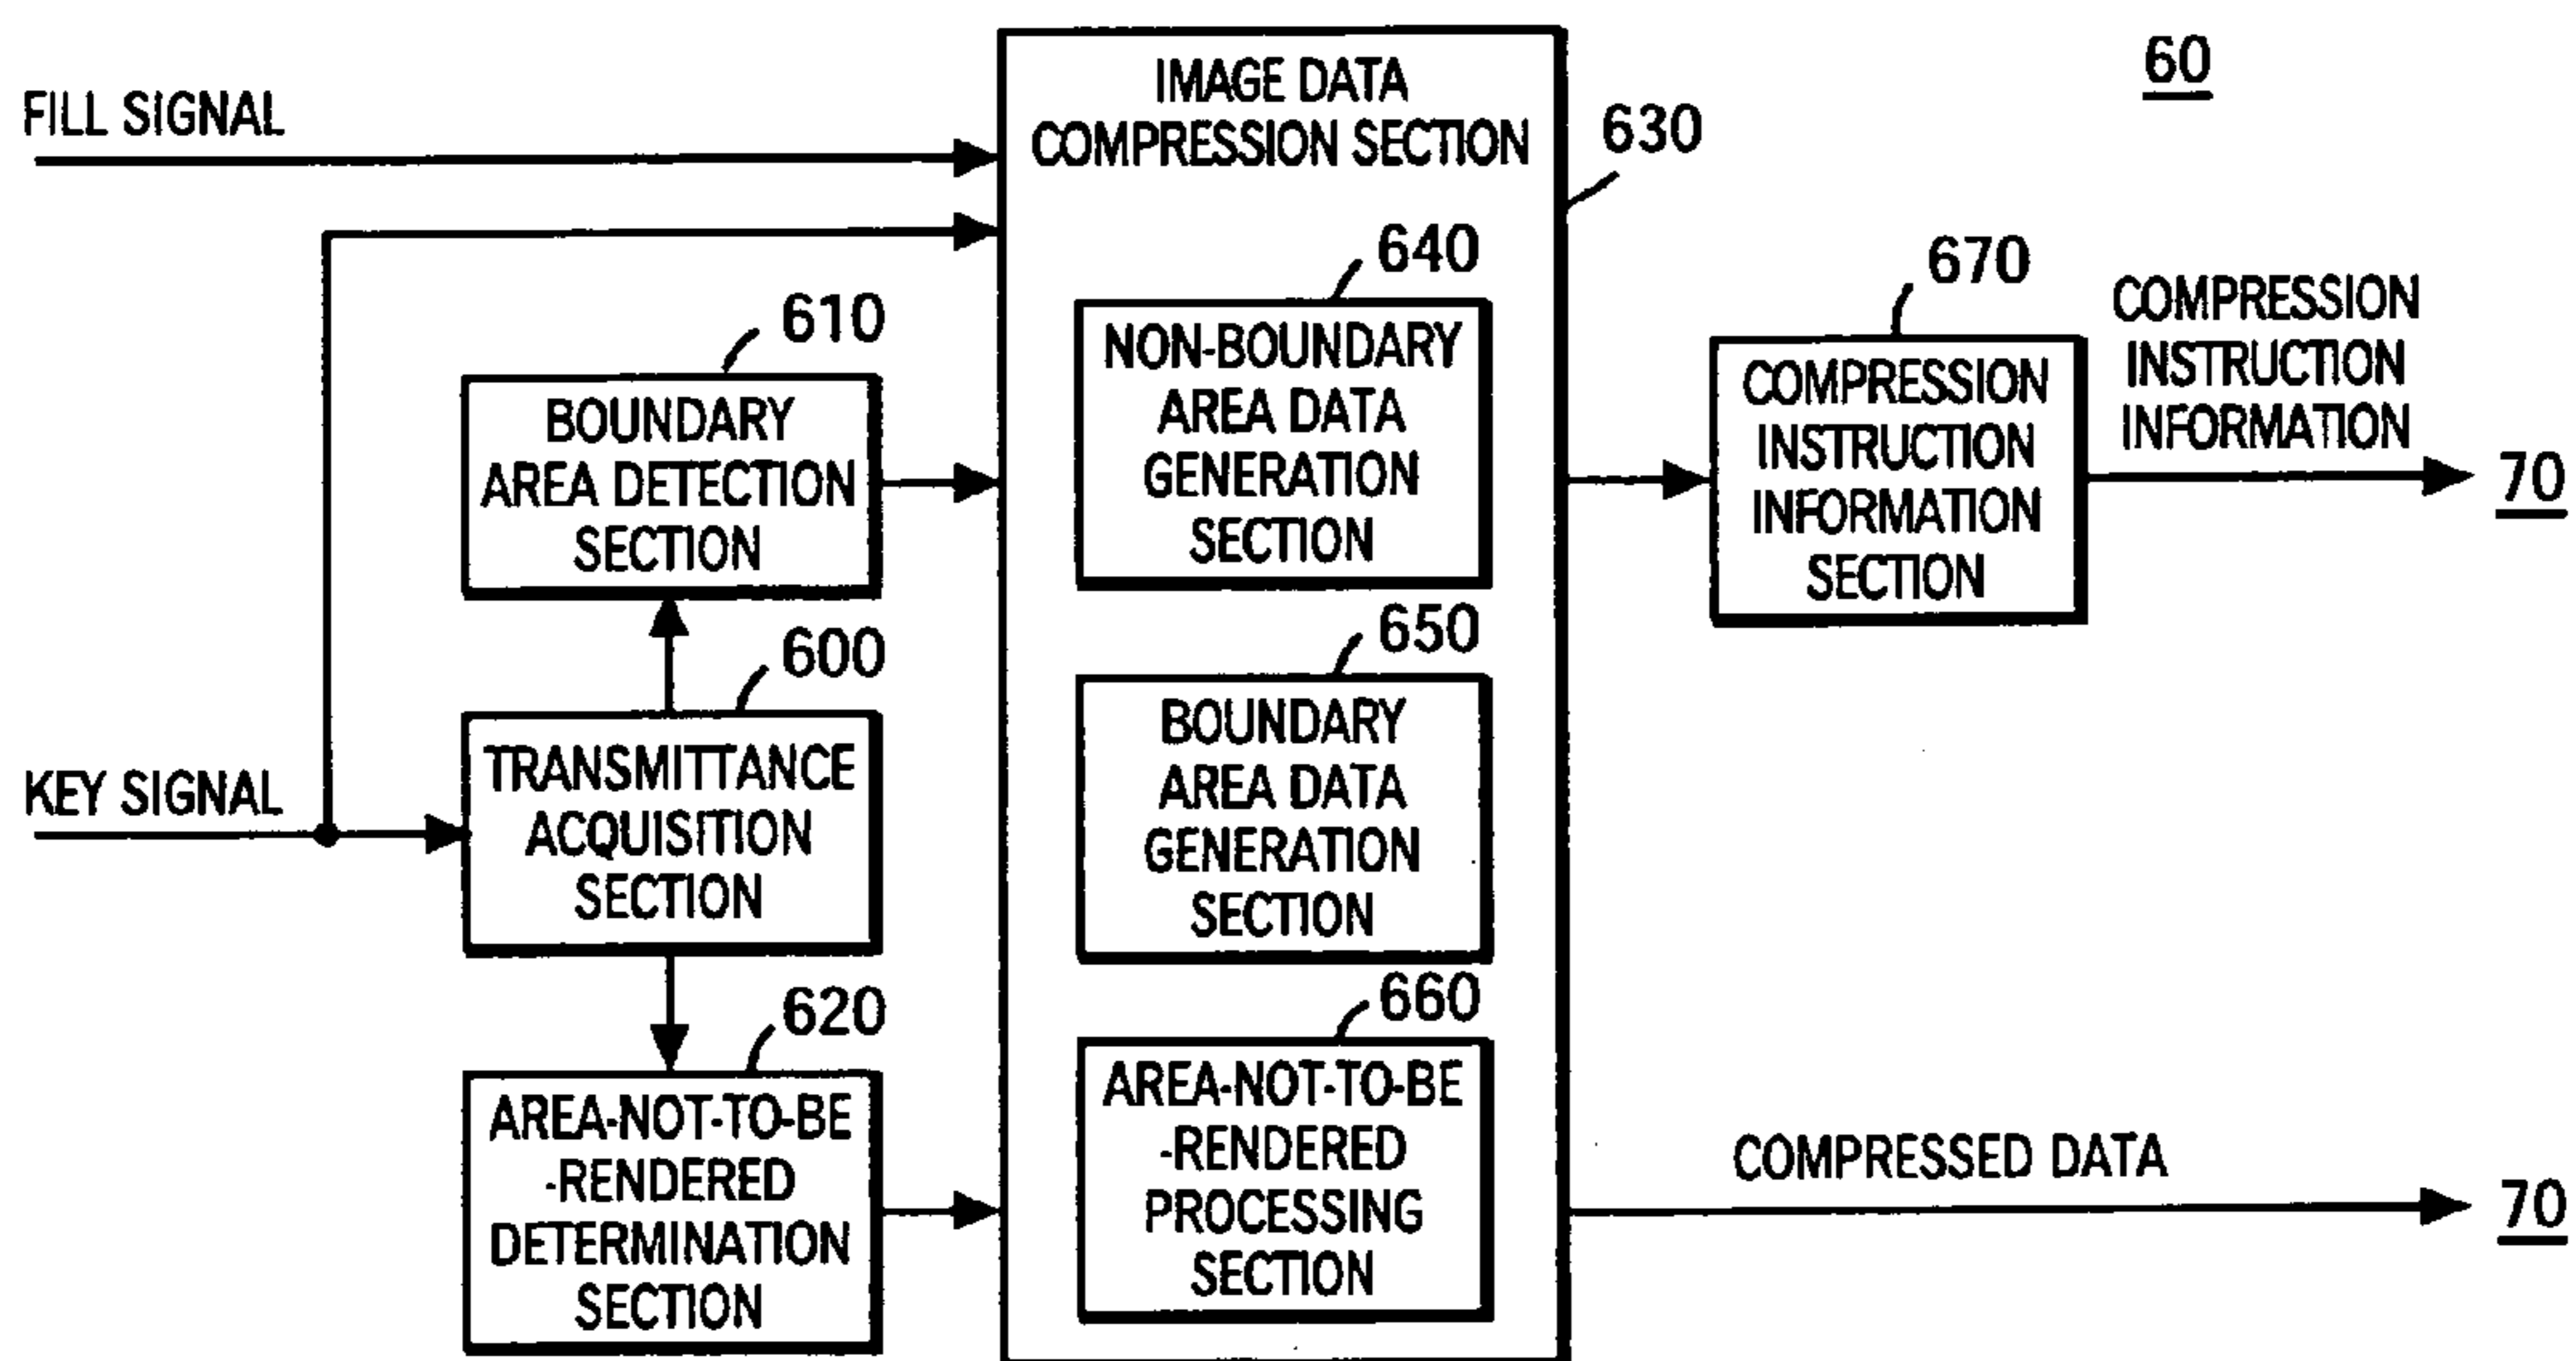 60
FILL SIGNAL
KEY SIGNAL
610
BOUNDARY
AREA DETECTION
SECTION
600
TRANSMITTANCE
ACQUISITION
SECTION
620
AREA-NOT-TO-BE
-RENDERED
DETERMINATION
SECTION
IMAGE DATA
COMPRESSION SECTION
630
640
NON-BOUNDARY
AREA DATA
GENERATION
SECTION
650
BOUNDARY
AREA DATA
GENERATION
SECTION
660
AREA-NOT-TO-BE
-RENDERED
PROCESSING
SECTION
670
COMPRESSION
INSTRUCTION
INFORMATION
SECTION
COMPRESSION
INSTRUCTION
INFORMATION
70
COMPRESSED DATA
70